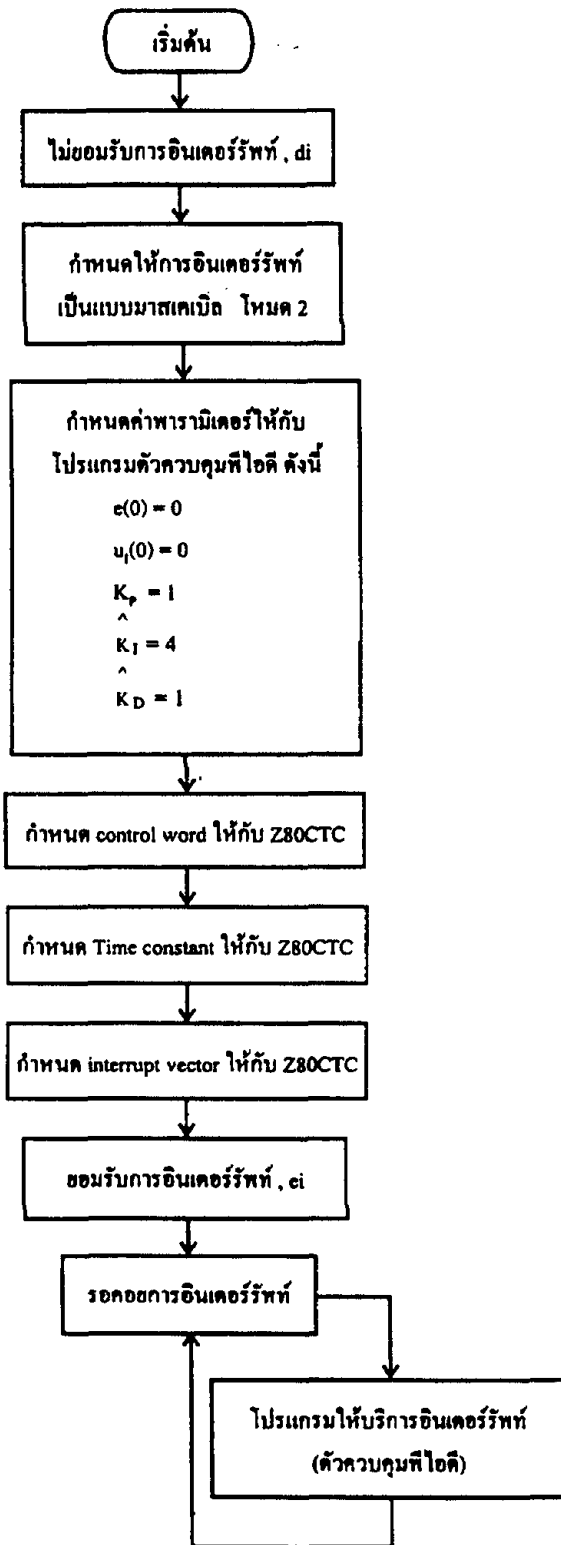 เริ่มต้น
ไม่ยอมรับการอินเตอร์รัพท์ , di
กำหนดให้การอินเตอร์รัพท์
เป็นแบบมาสเคเบิล โหมด 2
กำหนดค่าพารามิเตอร์ให้กับ
โปรแกรมตัวควบคุมพีไอดี ดังนี้
e(0) = 0
u_I(0) = 0
K_P = 1
K̂_I = 4
K̂_D = 1
กำหนด control word ให้กับ Z80CTC
กำหนด Time constant ให้กับ Z80CTC
กำหนด interrupt vector ให้กับ Z80CTC
ยอมรับการอินเตอร์รัพท์ , ei
รอคอยการอินเตอร์รัพท์
โปรแกรมให้บริการอินเตอร์รัพท์
(ตัวควบคุมพีไอดี)